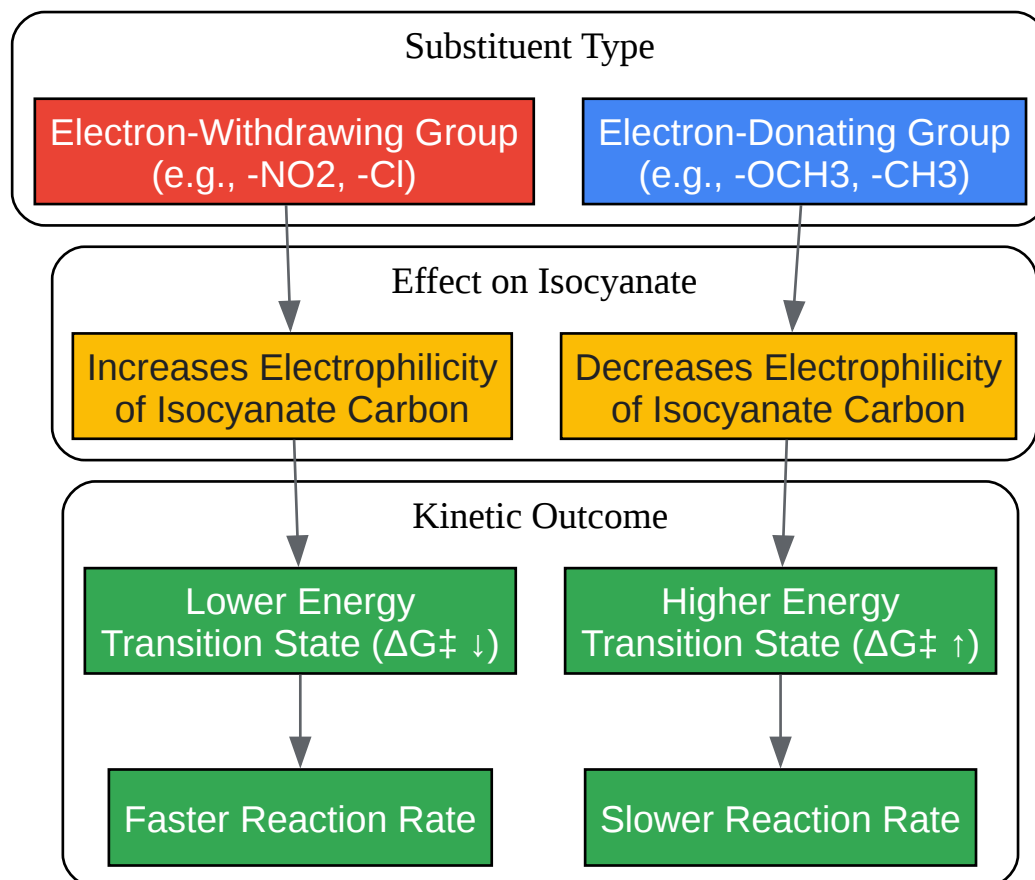 Substituent Type
Electron-Withdrawing Group
(e.g., -NO2, -Cl)
Electron-Donating Group
(e.g., -OCH3, -CH3)
Effect on Isocyanate
Increases Electrophilicity
of Isocyanate Carbon
Decreases Electrophilicity
of Isocyanate Carbon
Kinetic Outcome
Lower Energy
Transition State (ΔG‡ ↓)
Higher Energy
Transition State (ΔG‡ ↑)
Faster Reaction Rate
Slower Reaction Rate